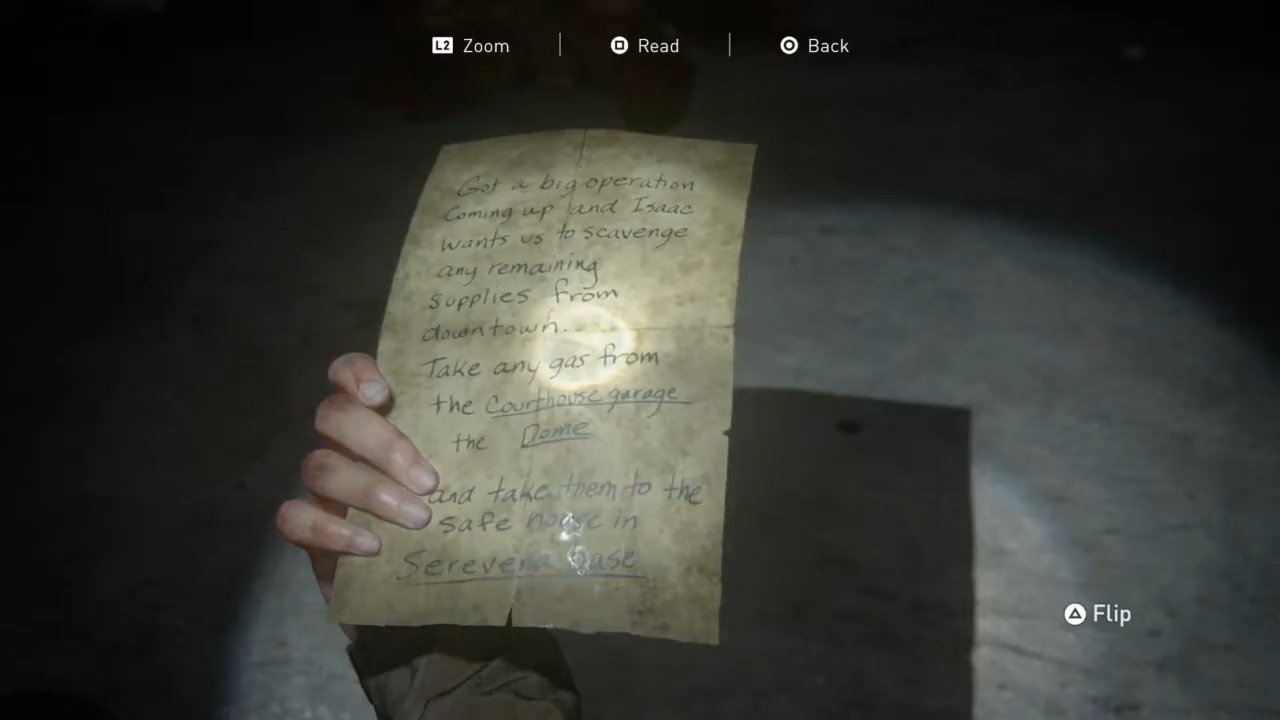 L2 Zoom | Read | Back
Got a big operation
coming up and Isaac
wants us to scavenge
any remaining
supplies from
downtown.
Take any gas from
the Courthouse garage
the Dome
and take them to the
safe house in
Serevena base
Flip